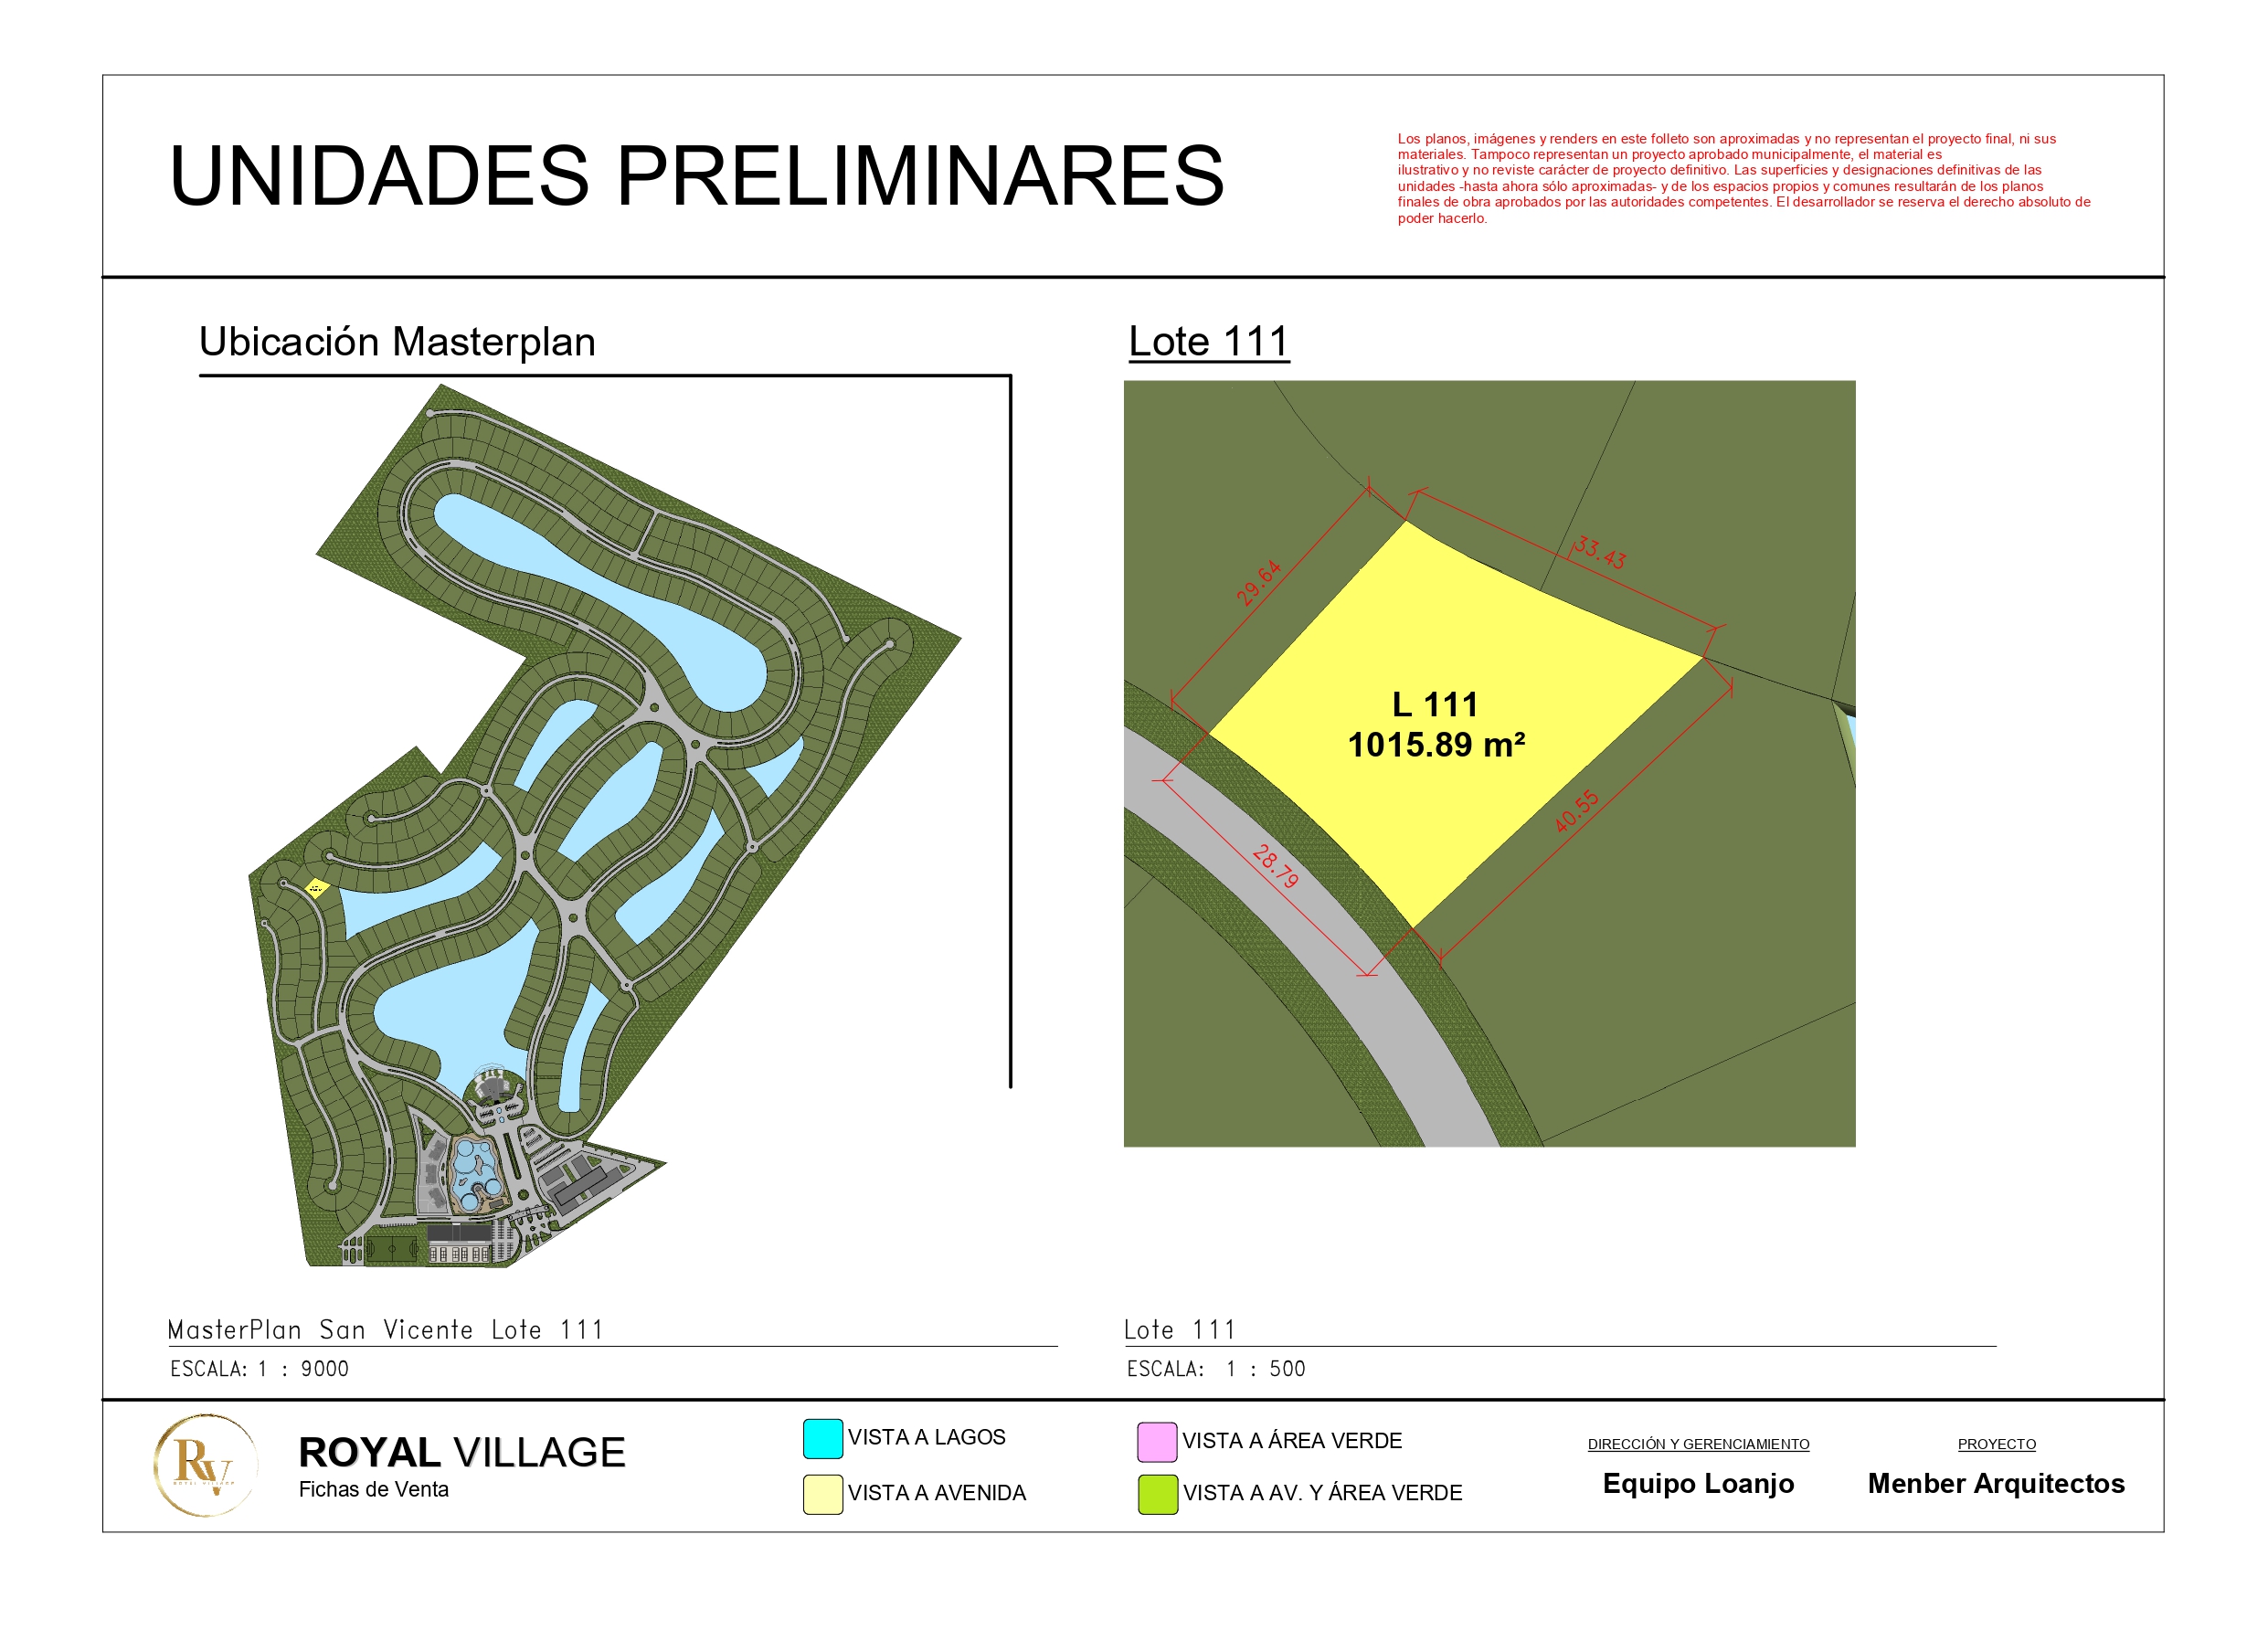 UNIDADES PRELIMINARES
Los planos, imágenes y renders en este folleto son aproximadas y no representan el proyecto final, ni sus
materiales. Tampoco representan un proyecto aprobado municipalmente, el material es
ilustrativo y no reviste carácter de proyecto definitivo. Las superficies y designaciones definitivas de las
unidades -hasta ahora sólo aproximadas- y de los espacios propios y comunes resultarán de los planos
finales de obra aprobados por las autoridades competentes. El desarrollador se reserva el derecho absoluto de
poder hacerlo.
Ubicación Masterplan
Lote 111
29.64
33.43
L 111
1015.89 m²
40.55
28.79
MasterPlan San Vicente Lote 111
ESCALA: 1 : 9000
Lote 111
ESCALA: 1 : 500
RV
ROYAL VILLAGE
ROYAL VILLAGE
Fichas de Venta
VISTA A LAGOS
VISTA A AVENIDA
VISTA A ÁREA VERDE
VISTA A AV. Y ÁREA VERDE
DIRECCIÓN Y GERENCIAMIENTO
Equipo Loanjo
PROYECTO
Menber Arquitectos